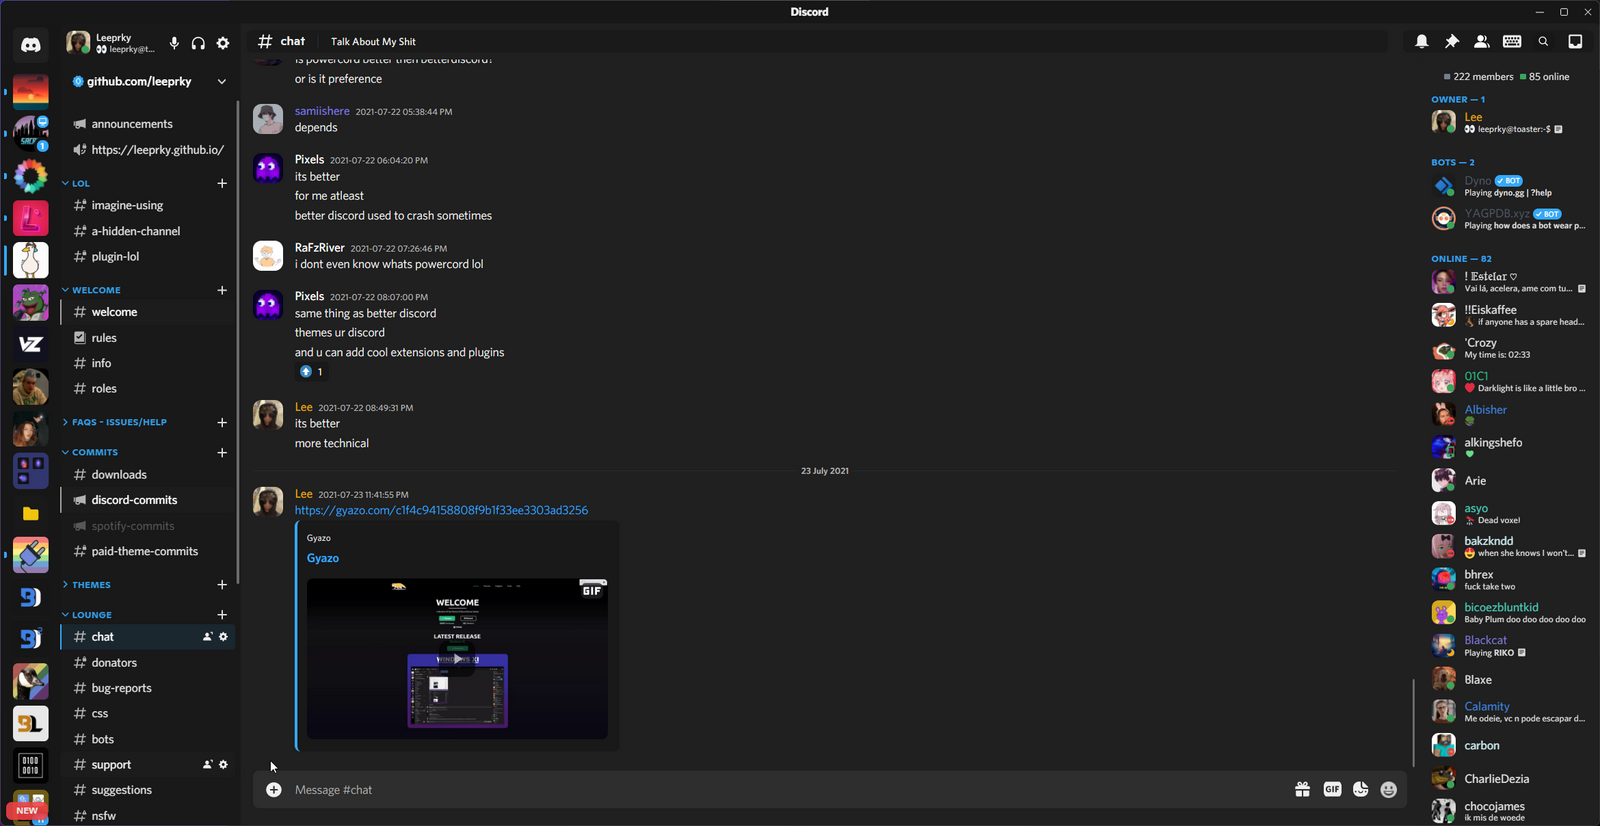 Discord
Leeprky
leeprky@t...
github.com/leeprky
announcements
https://leeprky.github.io/
LOL
imagine-using
a-hidden-channel
plugin-lol
WELCOME
welcome
rules
info
roles
FAQS - ISSUES/HELP
COMMITS
downloads
discord-commits
spotify-commits
paid-theme-commits
THEMES
LOUNGE
chat
donators
bug-reports
css
bots
support
suggestions
nsfw
NEW
1
VZ
chat
Talk About My Shit
is powercord better then betterdiscord?
or is it preference
samiishere 2021-07-22 05:38:44 PM
depends
Pixels 2021-07-22 06:04:20 PM
its better
for me atleast
better discord used to crash sometimes
RaFzRiver 2021-07-22 07:26:46 PM
i dont even know whats powercord lol
Pixels 2021-07-22 08:07:00 PM
same thing as better discord
themes ur discord
and u can add cool extensions and plugins
1
Lee 2021-07-22 08:49:31 PM
its better
more technical
23 July 2021
Lee 2021-07-23 11:41:55 PM
https://gyazo.com/c1f4c94158808f9b1f33ee3303ad3256
Gyazo
Gyazo
GIF
WELCOME
LATEST RELEASE
Message #chat
GIF
222 members 85 online
OWNER — 1
Lee
leeprky@toaster:~$
BOTS — 2
Dyno BOT
Playing dyno.gg | ?help
YAGPDB.xyz BOT
Playing how does a bot wear p...
ONLINE — 82
! 𝔼𝕤𝕥𝕖𝕝𝕒𝕣 ♡
Vai lá, acelera, ame com tu...
!!Eiskaffee
if anyone has a spare head...
'Crozy
My time is: 02:33
01C1
Darklight is like a little bro ...
Albisher
alkingshefo
Arie
asyo
Dead voxel
bakzkndd
when she knows I won't...
bhrex
fuck take two
bicoezbluntkid
Baby Plum doo doo doo doo doo
Blackcat
Playing RIKO
Blaxe
Calamity
Me odeie, vc n pode escapar d...
carbon
CharlieDezia
chocojames
ik mis de woede